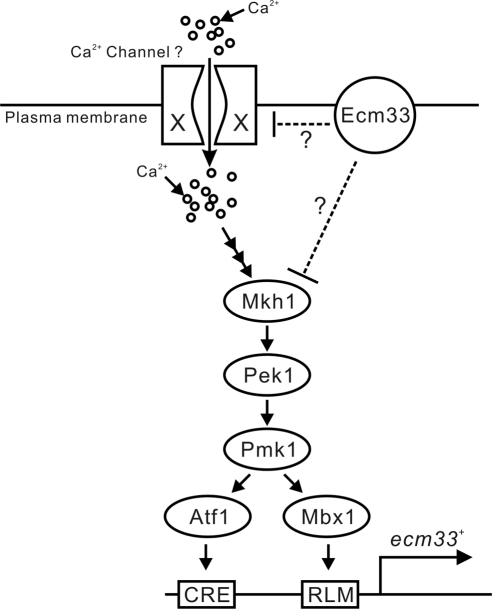 Ca²⁺
Ca²⁺ Channel ?
Plasma membrane
X
X
Ecm33
?
Ca²⁺
?
Mkh1
Pek1
Pmk1
Atf1
Mbx1
ecm33⁺
CRE
RLM